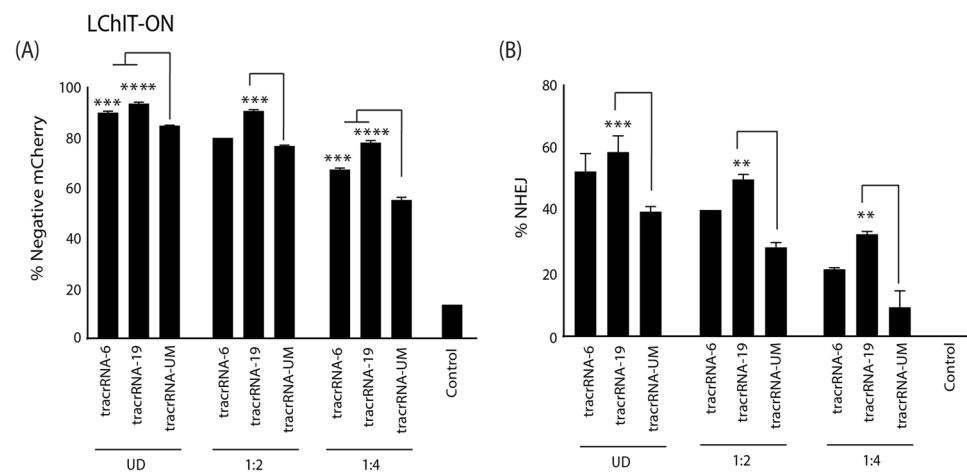 LChIT-ON
(A)
% Negative mCherry
100
80
60
40
20
0
***
****
***
***
****
tracrRNA-6
tracrRNA-19
tracrRNA-UM
tracrRNA-6
tracrRNA-19
tracrRNA-UM
tracrRNA-6
tracrRNA-19
tracrRNA-UM
Control
UD
1:2
1:4
(B)
% NHEJ
80
60
40
20
0
***
**
**
tracrRNA-6
tracrRNA-19
tracrRNA-UM
tracrRNA-6
tracrRNA-19
tracrRNA-UM
tracrRNA-6
tracrRNA-19
tracrRNA-UM
Control
UD
1:2
1:4